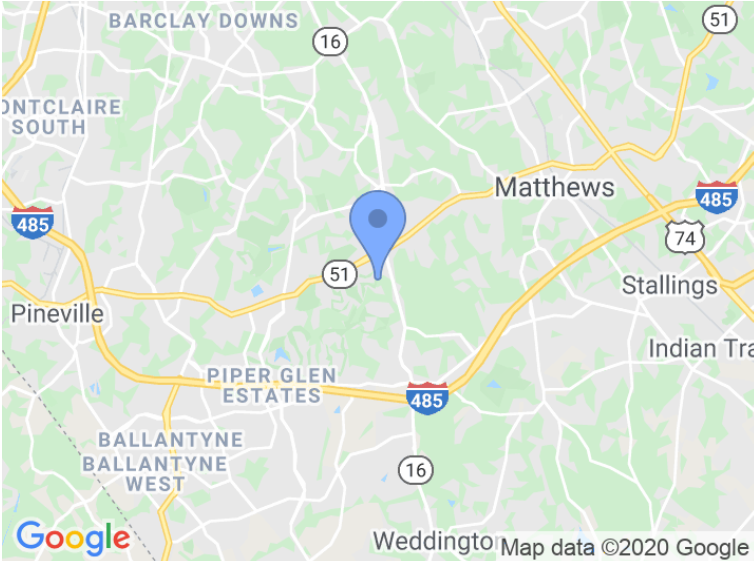 BARCLAY DOWNS
51
16
ONTCLAIRE
SOUTH
Matthews
485
485
74
51
Stallings
Pineville
Indian Tra
PIPER GLEN
ESTATES
485
BALLANTYNE
BALLANTYNE
WEST
16
Google
Weddington
Map data ©2020 Google